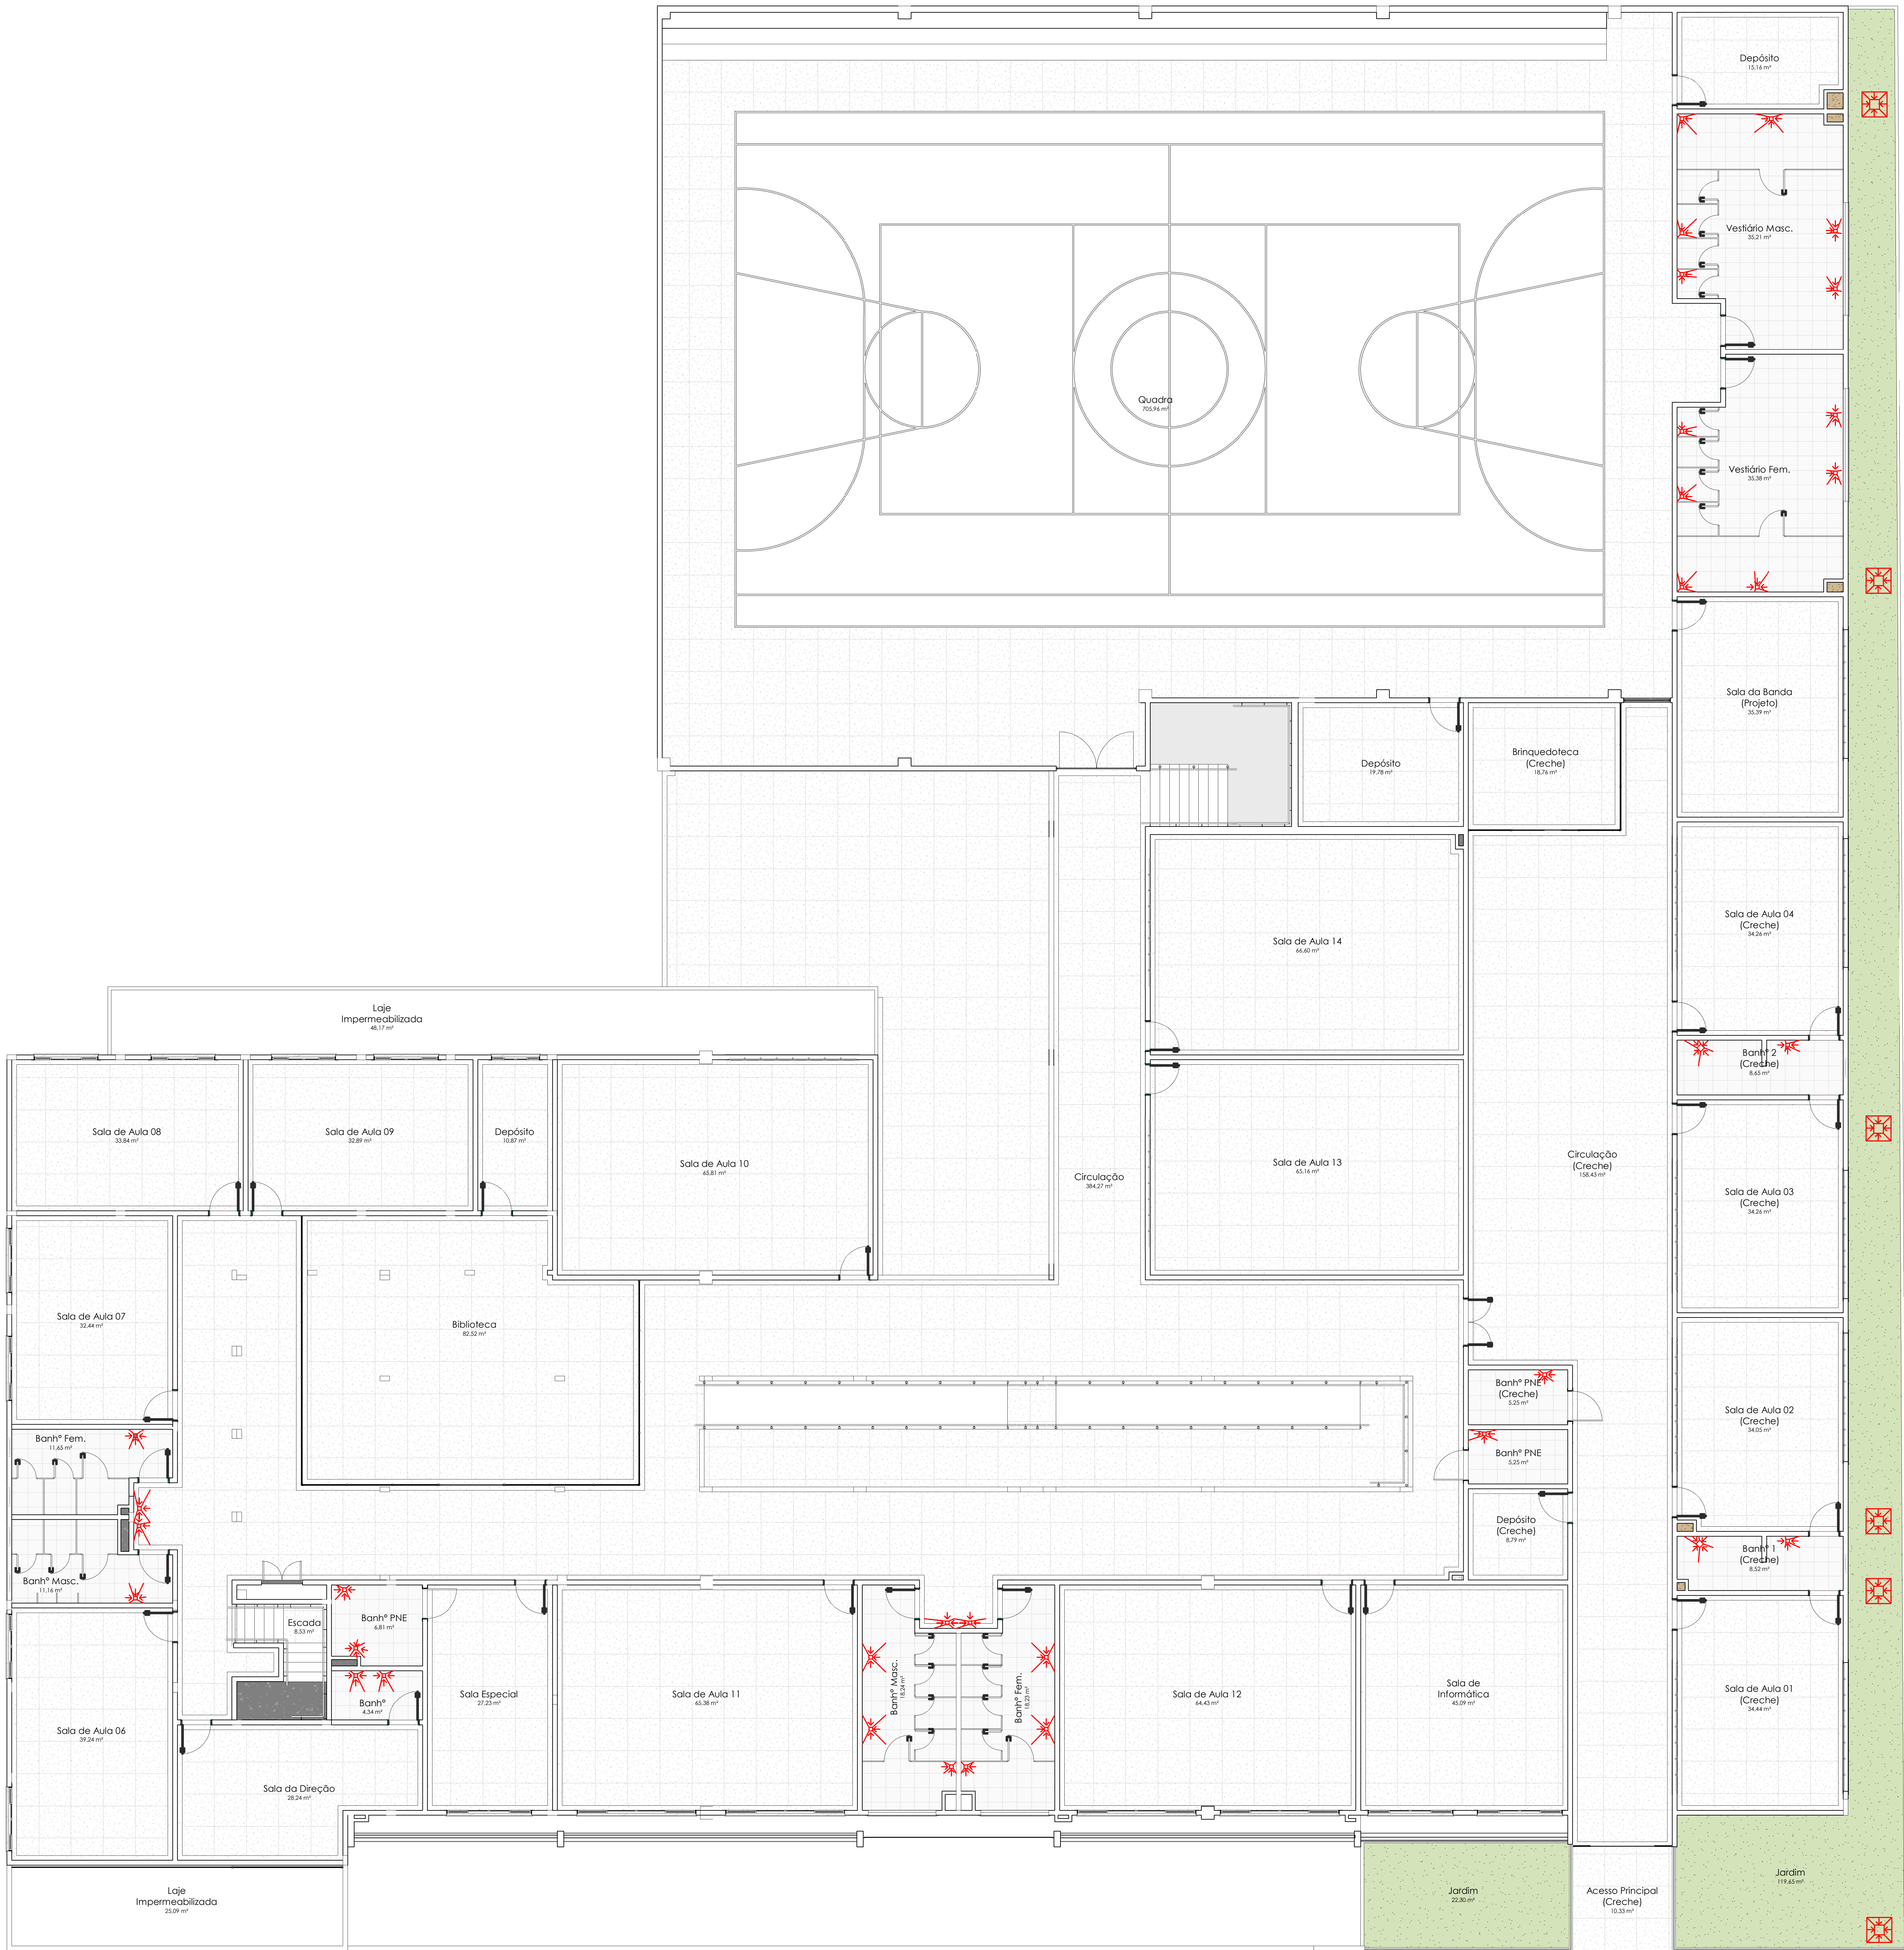 Depósito
15,16 m²
Vestiário Masc.
35,21 m²
Quadra
705,96 m²
Vestiário Fem.
35,38 m²
Sala da Banda
(Projeto)
35,39 m²
Depósito
19,78 m²
Brinquedoteca
(Creche)
18,76 m²
Sala de Aula 04
(Creche)
34,26 m²
Sala de Aula 14
66,60 m²
Laje
Impermeabilizada
48,17 m²
Banhº 2
(Creche)
8,65 m²
Sala de Aula 08
33,84 m²
Sala de Aula 09
32,89 m²
Depósito
10,87 m²
Sala de Aula 10
65,81 m²
Circulação
384,27 m²
Sala de Aula 13
65,16 m²
Circulação
(Creche)
158,43 m²
Sala de Aula 03
(Creche)
34,26 m²
Sala de Aula 07
32,44 m²
Biblioteca
82,52 m²
Banhº PNE
(Creche)
5,25 m²
Sala de Aula 02
(Creche)
34,05 m²
Banhº Fem.
11,65 m²
Banhº PNE
5,25 m²
Depósito
(Creche)
8,79 m²
Banhº 1
(Creche)
8,52 m²
Banhº Masc.
11,16 m²
Escada
8,53 m²
Banhº PNE
6,81 m²
Banhº
4,34 m²
Sala Especial
27,23 m²
Sala de Aula 11
65,38 m²
Banhº Masc.
18,24 m²
Banhº Fem.
18,23 m²
Sala de Aula 12
64,43 m²
Sala de
Informática
45,09 m²
Sala de Aula 01
(Creche)
34,44 m²
Sala de Aula 06
39,24 m²
Sala da Direção
28,24 m²
Laje
Impermeabilizada
25,09 m²
Jardim
22,30 m²
Acesso Principal
(Creche)
10,33 m²
Jardim
119,65 m²